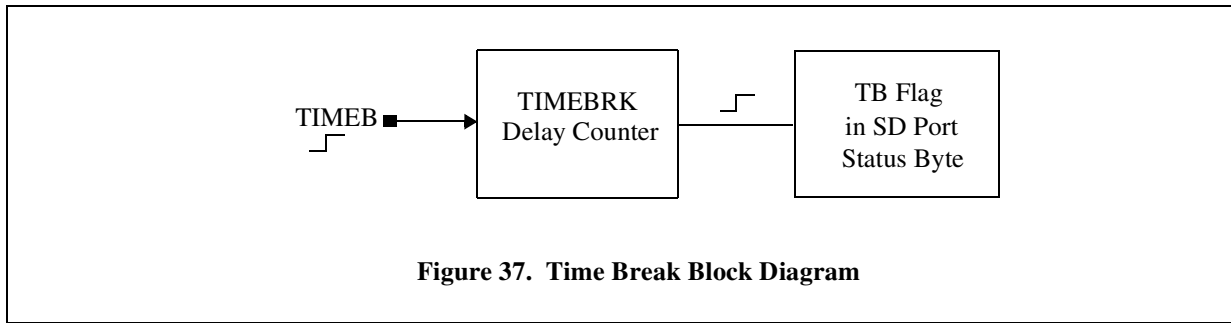 TIMEB
TIMEBRK
Delay Counter
TB Flag
in SD Port
Status Byte
Figure 37. Time Break Block Diagram